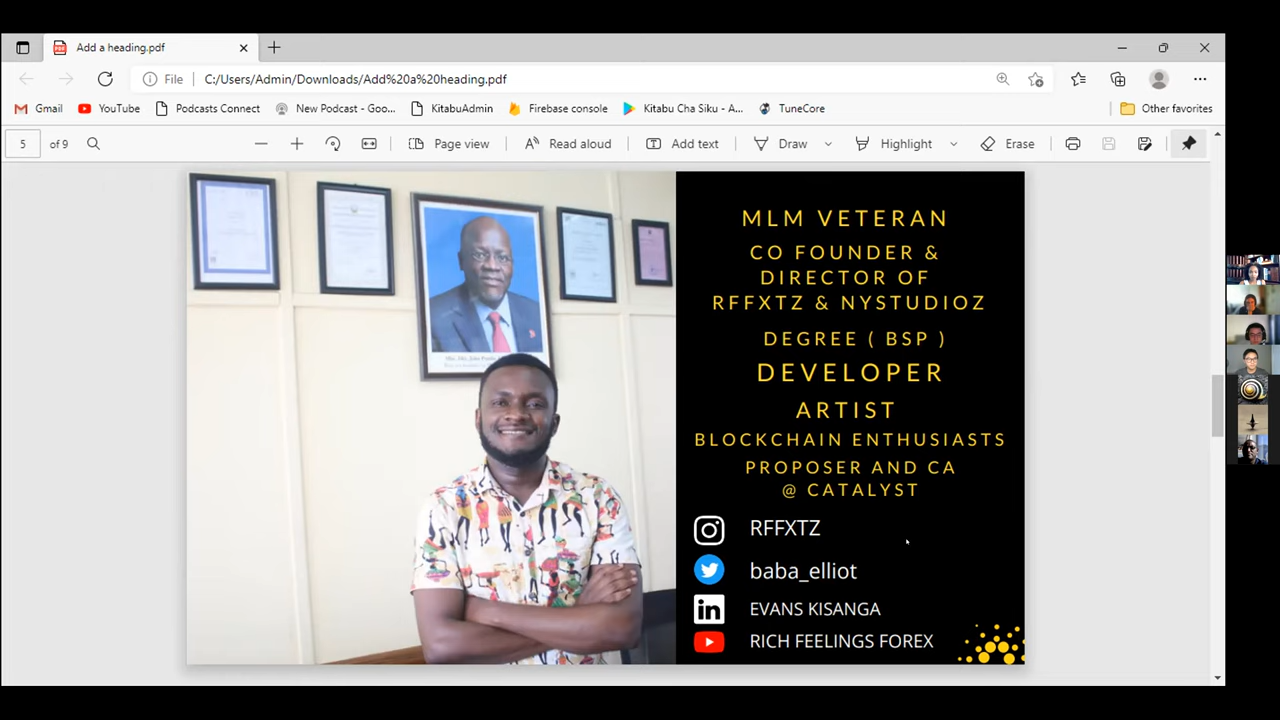 Add a heading.pdf
File
C:/Users/Admin/Downloads/Add%20a%20heading.pdf
Gmail
YouTube
Podcasts Connect
New Podcast - Goo...
KitabuAdmin
Firebase console
Kitabu Cha Siku - A...
TuneCore
Other favorites
5
of 9
Page view
Read aloud
Add text
Draw
Highlight
Erase
MLM VETERAN
CO FOUNDER &
DIRECTOR OF
RFFXTZ & NYSTUDIOZ
DEGREE ( BSP )
DEVELOPER
ARTIST
BLOCKCHAIN ENTHUSIASTS
PROPOSER AND CA
@ CATALYST
RFFXTZ
baba_elliot
in
EVANS KISANGA
RICH FEELINGS FOREX